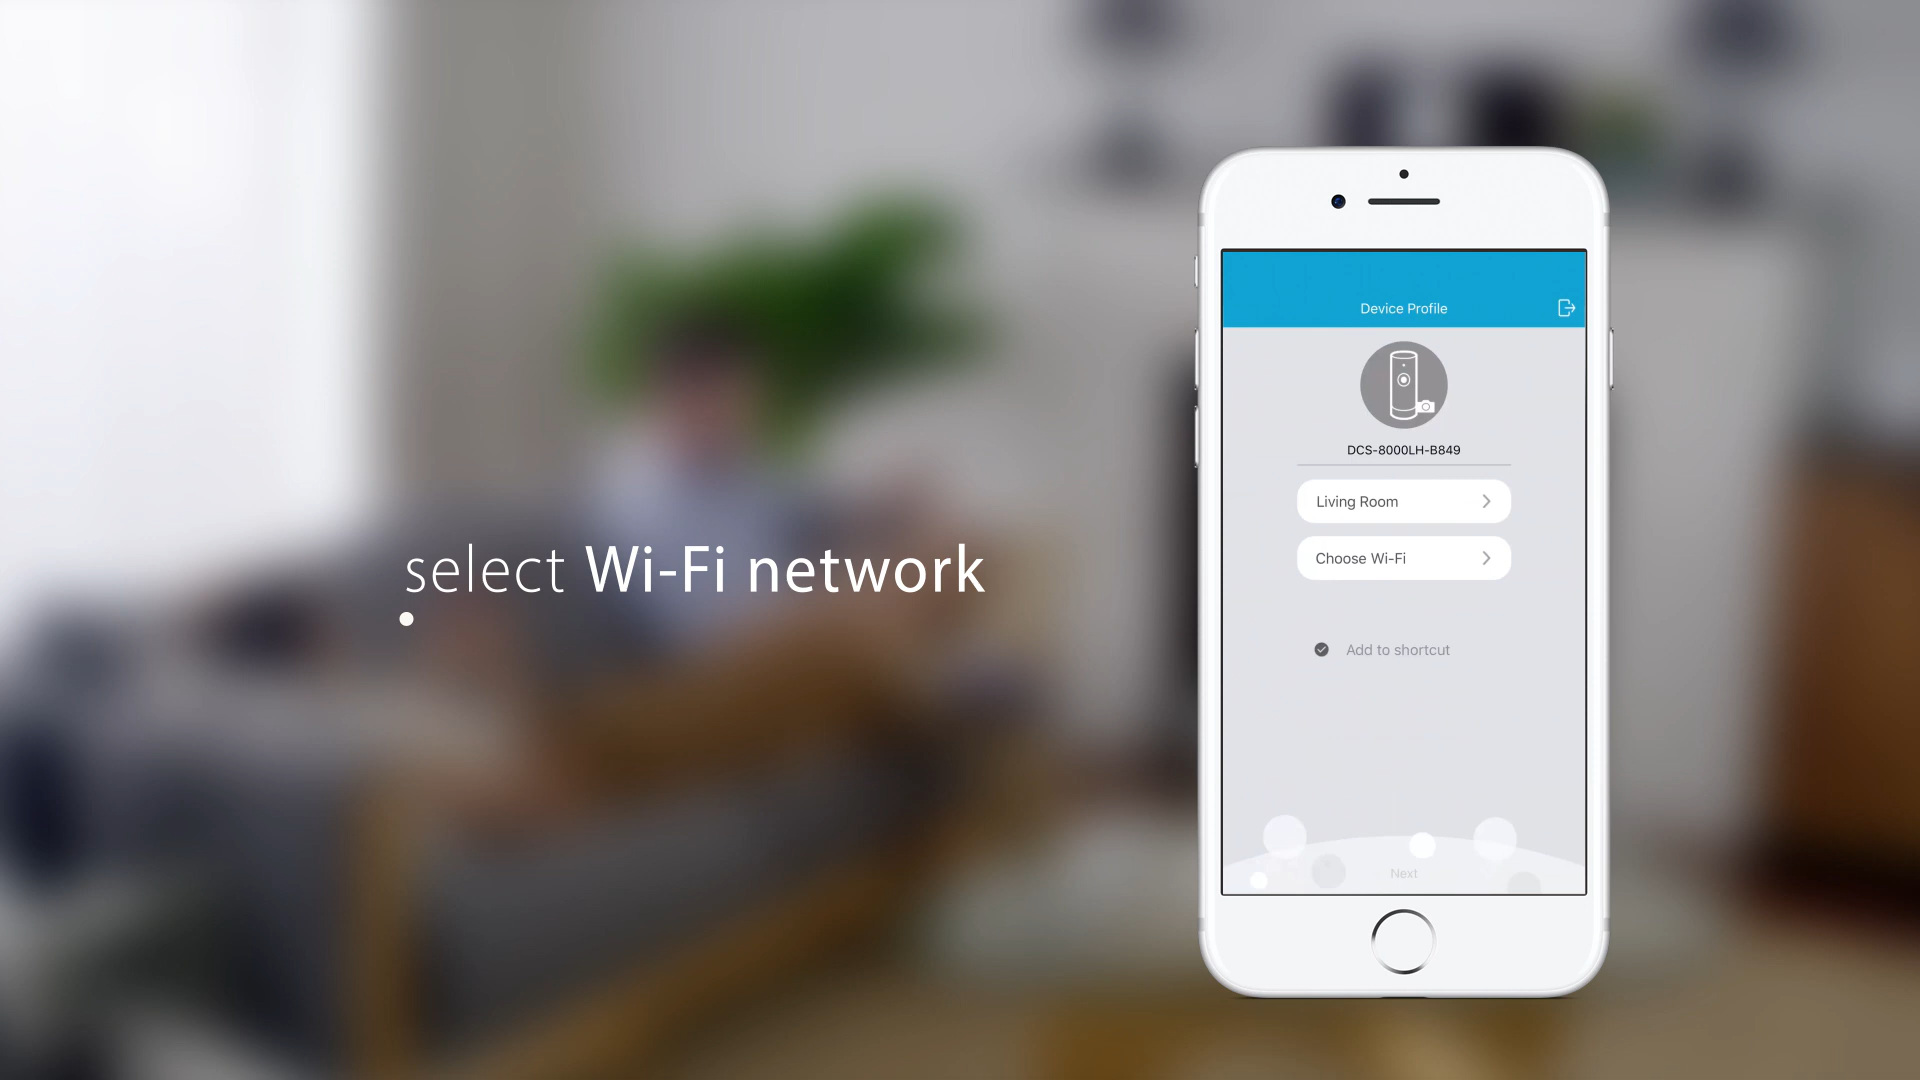 select Wi-Fi network
Device Profile
DCS-8000LH-B849
Living Room
Choose Wi-Fi
Add to shortcut
Next